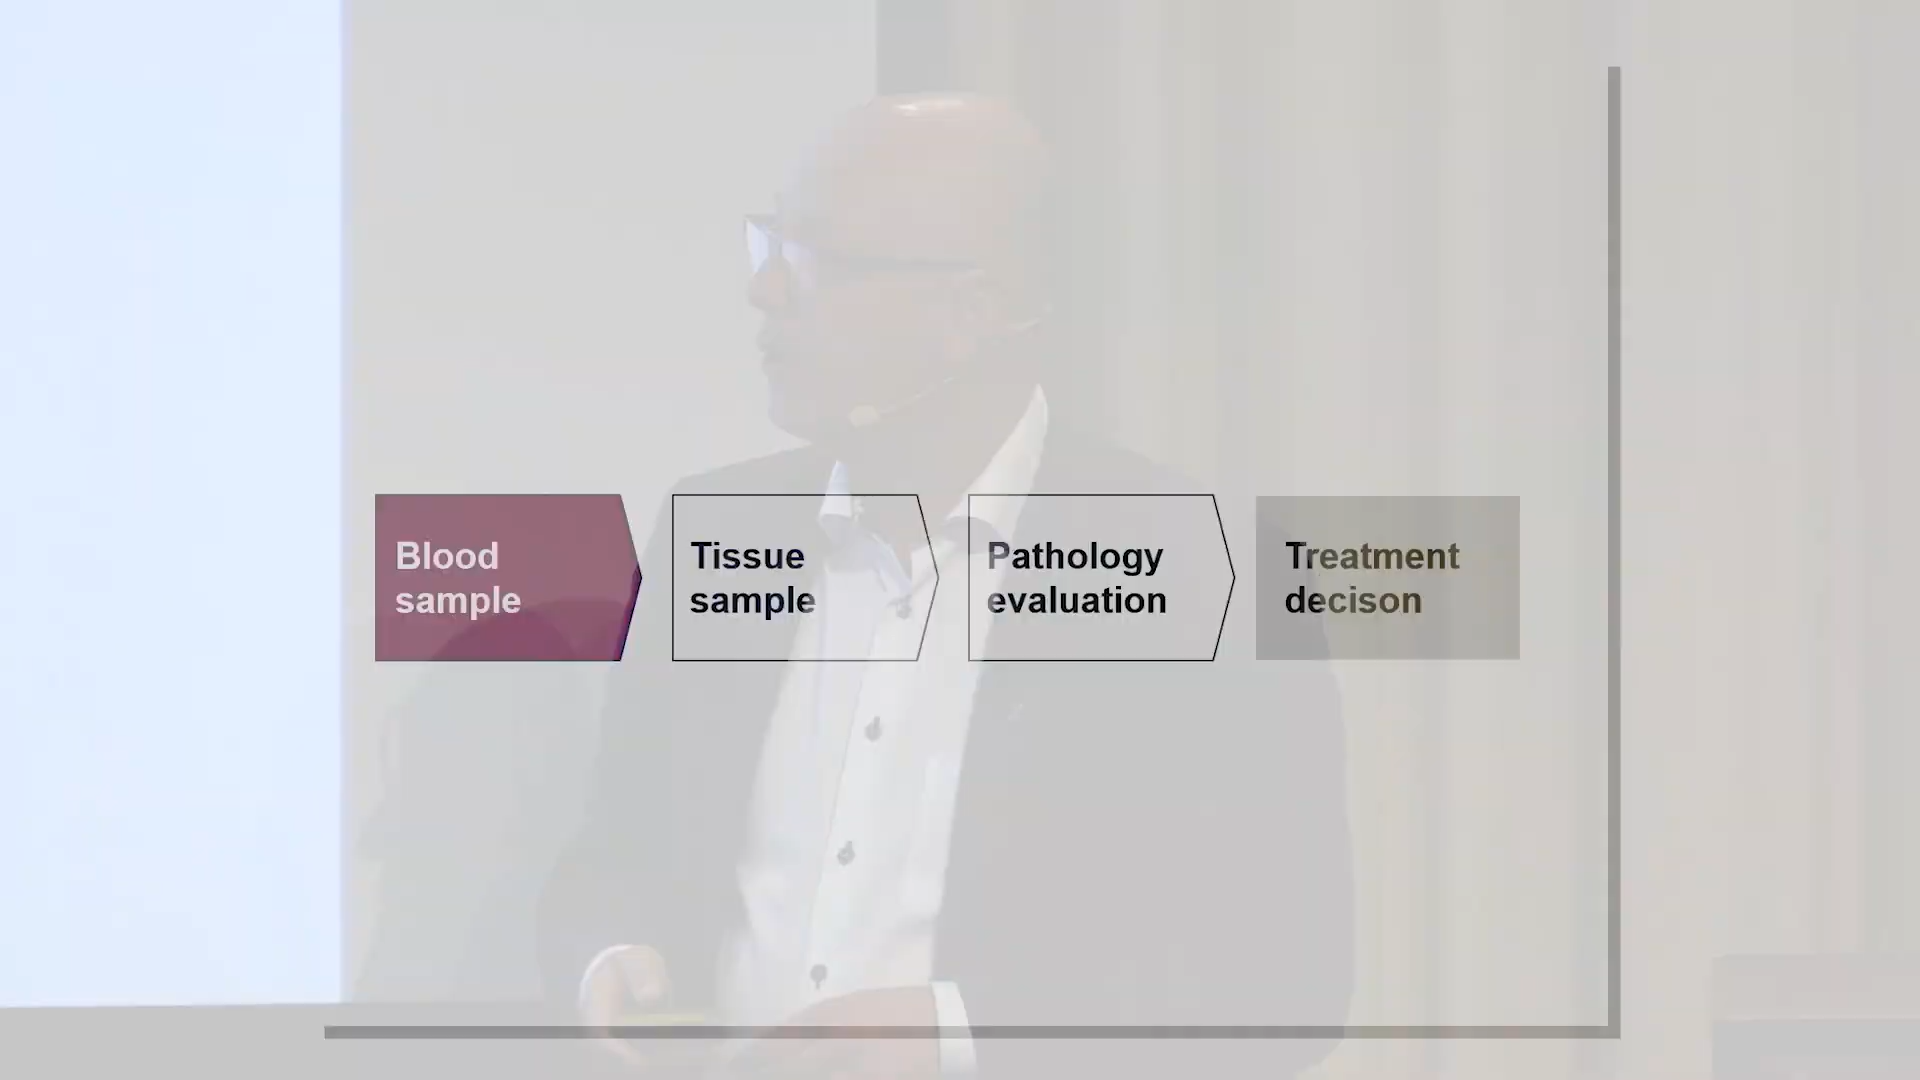 Blood
sample
Tissue
sample
Pathology
evaluation
Treatment
decison